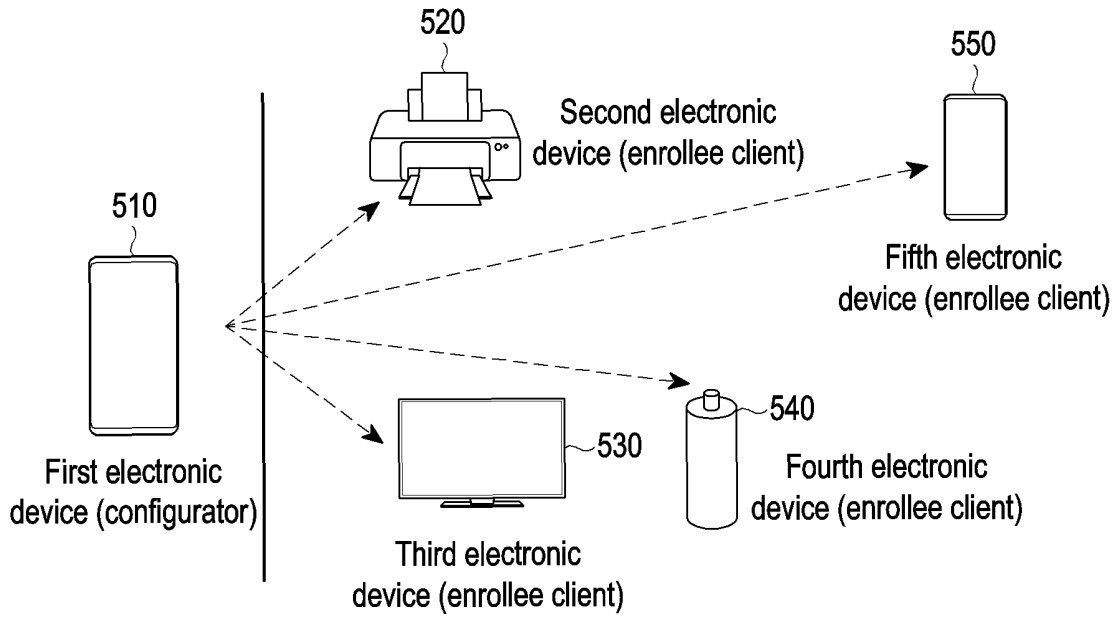 520
Second electronic
device (enrollee client)
550
Fifth electronic
device (enrollee client)
510
First electronic
device (configurator)
530
Third electronic
device (enrollee client)
540
Fourth electronic
device (enrollee client)